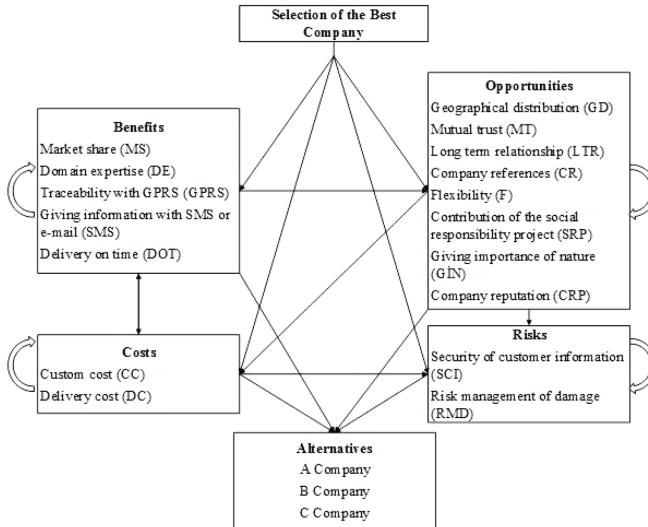 Selection of the Best
Company
Benefits
Market share (MS)
Domain expertise (DE)
Traceability with GPRS (GPRS)
Giving information with SMS or
e-mail (SMS)
Delivery on time (DOT)
Opportunities
Geographical distribution (GD)
Mutual trust (MT)
Long term relationship (LTR)
Company references (CR)
Flexibility (F)
Contribution of the social
responsibility project (SRP)
Giving importance of nature
(GİN)
Company reputation (CRP)
Costs
Custom cost (CC)
Delivery cost (DC)
Risks
Security of customer information
(SCI)
Risk management of damage
(RMD)
Alternatives
A Company
B Company
C Company